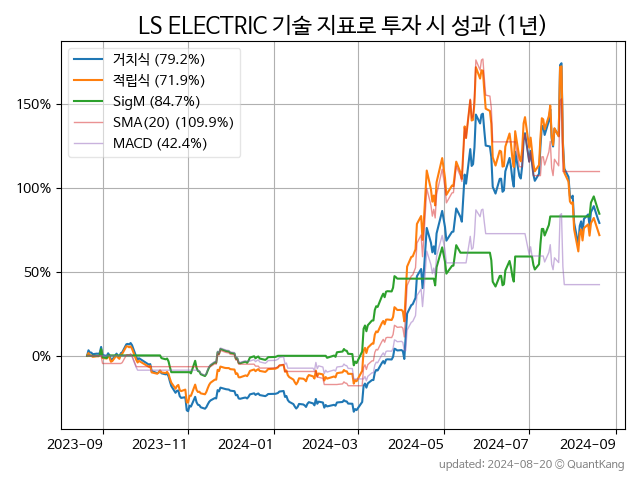 LS ELECTRIC 기술 지표로 투자 시 성과 (1년)
거치식 (79.2%)
적립식 (71.9%)
SigM (84.7%)
SMA(20) (109.9%)
MACD (42.4%)
150%
100%
50%
0%
2023-09 2023-11 2024-01 2024-03 2024-05 2024-07 2024-09
updated: 2024-08-20 © QuantKang